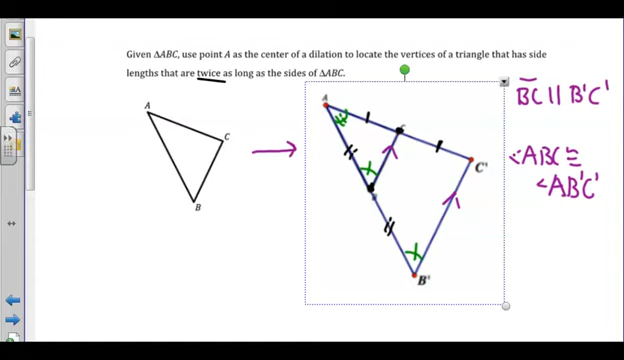 Given ΔABC, use point A as the center of a dilation to locate the vertices of a triangle that has side
lengths that are twice as long as the sides of ΔABC.
A
C
B
A
C'
B'
BC || B'C'
<ABC ≅
<AB'C'